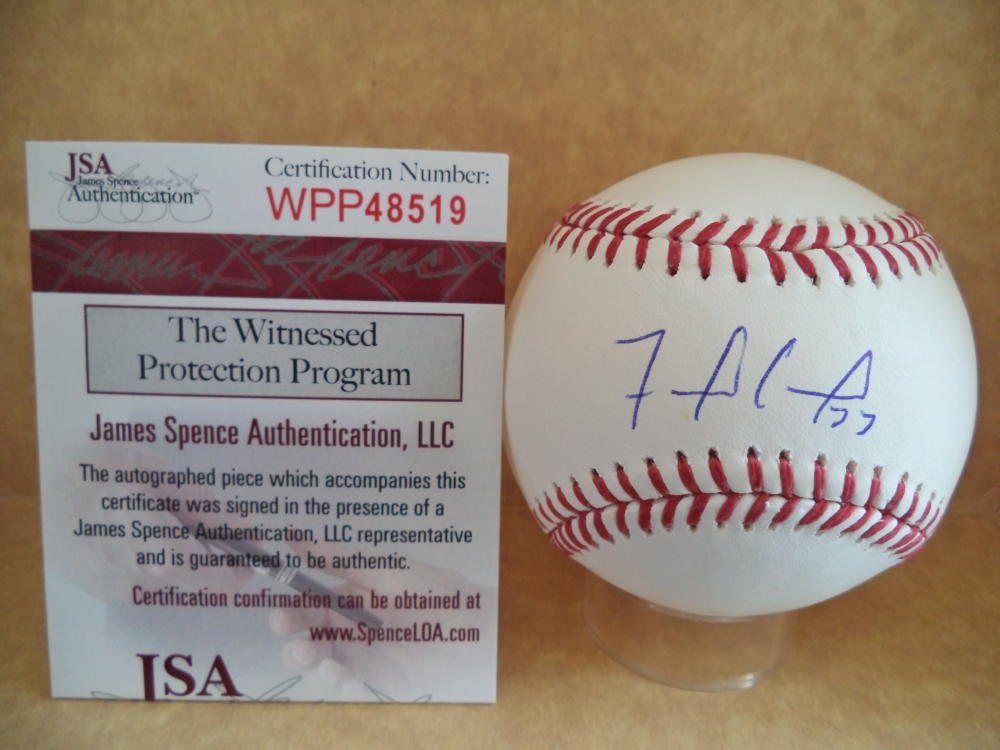 JSA
James Spence
Authentication™
Certification Number:
WPP48519
The Witnessed
Protection Program
James Spence Authentication, LLC
The autographed piece which accompanies this
certificate was signed in the presence of a
James Spence Authentication, LLC representative
and is guaranteed to be authentic.
Certification confirmation can be obtained at
www.SpenceLOA.com
JSA